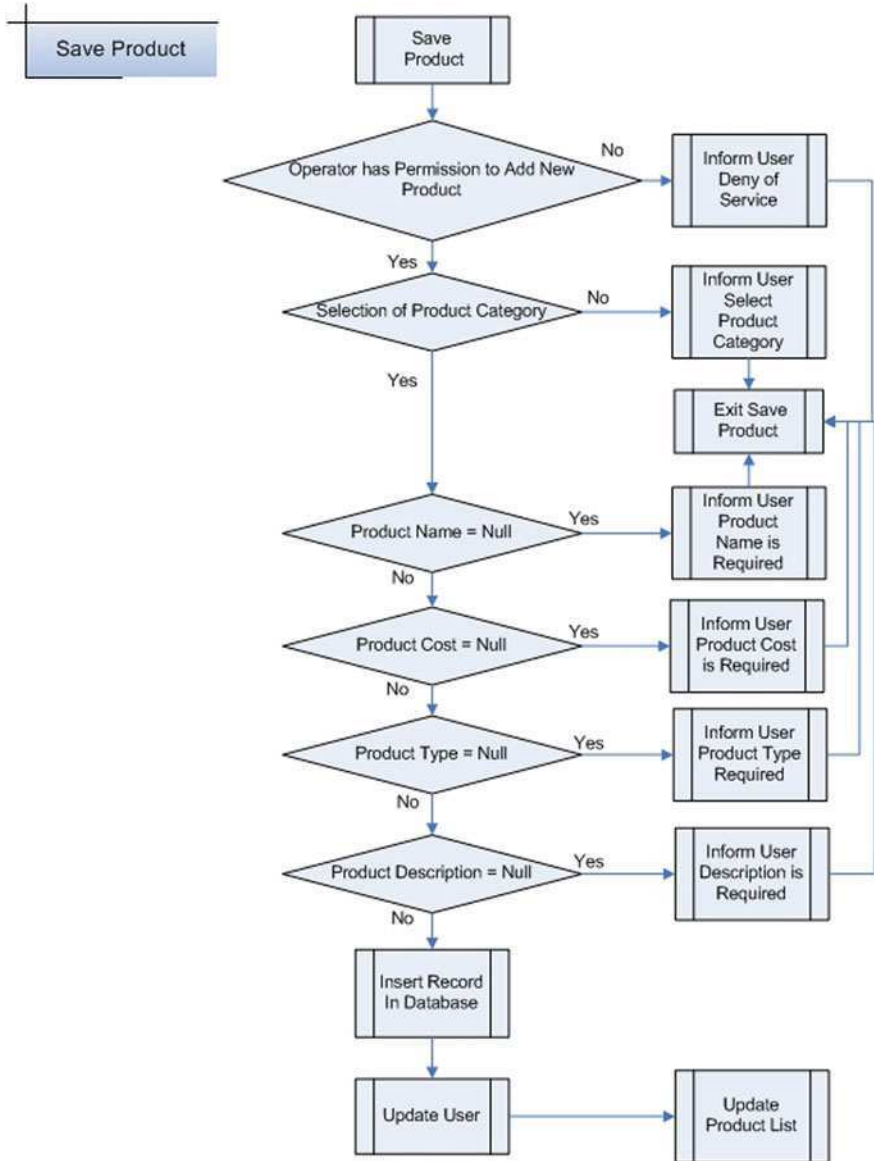 Save Product
Save
Product
Operator has Permission to Add New
Product
No
Inform User
Deny of
Service
Yes
Selection of Product Category
No
Inform User
Select
Product
Category
Yes
Exit Save
Product
Product Name = Null
Yes
Inform User
Product
Name is
Required
No
Product Cost = Null
Yes
Inform User
Product Cost
is Required
No
Product Type = Null
Yes
Inform User
Product Type
Required
No
Product Description = Null
Yes
Inform User
Description is
Required
No
Insert Record
In Database
Update User
Update
Product List